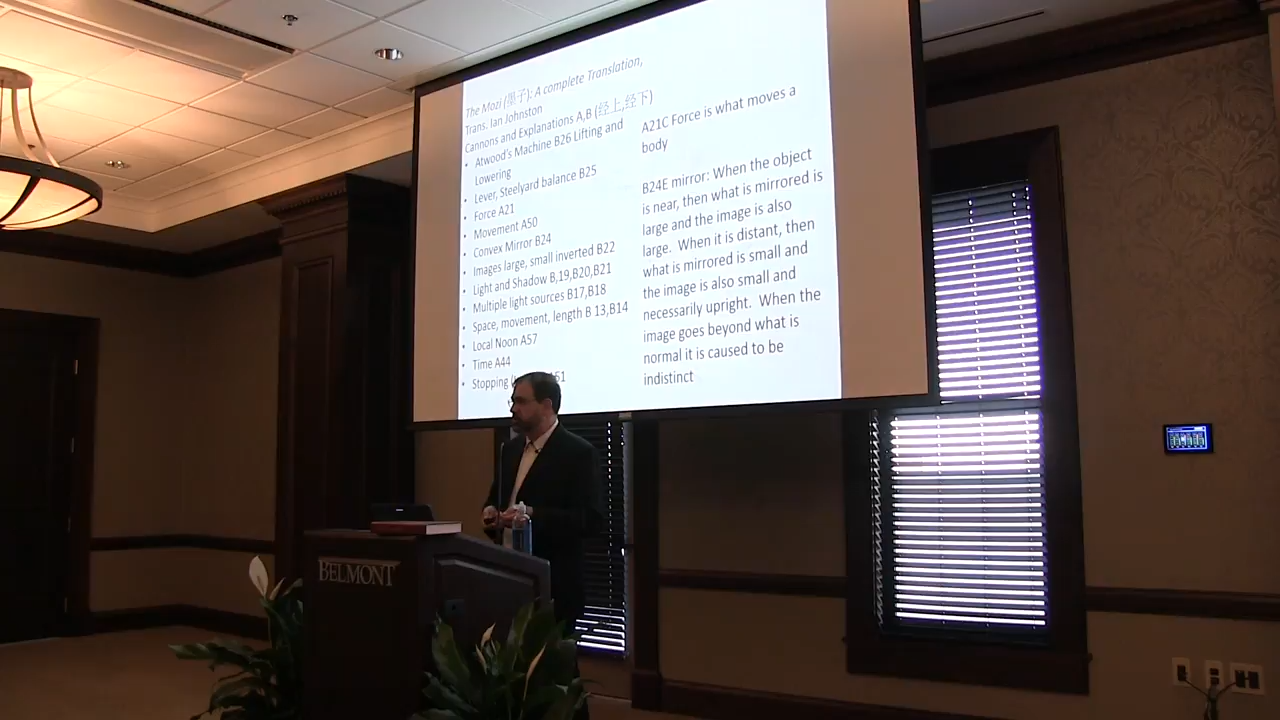 The Mozi (墨子): A complete Translation,
Trans. Ian Johnston
Cannons and Explanations A,B (经上,经下)
• Atwood's Machine B26 Lifting and
Lowering
• Lever, Steelyard balance B25
• Force A21
• Movement A50
• Convex Mirror B24
• Images large, small inverted B22
• Light and Shadow B,19,B20,B21
• Multiple light sources B17,B18
• Space, movement, length B 13,B14
• Local Noon A57
• Time A44
• Stopping
A21C Force is what moves a
body
B24E mirror: When the object
is near, then what is mirrored is
large and the image is also
large. When it is distant, then
what is mirrored is small and
the image is also small and
necessarily upright. When the
image goes beyond what is
normal it is caused to be
indistinct
BELMONT